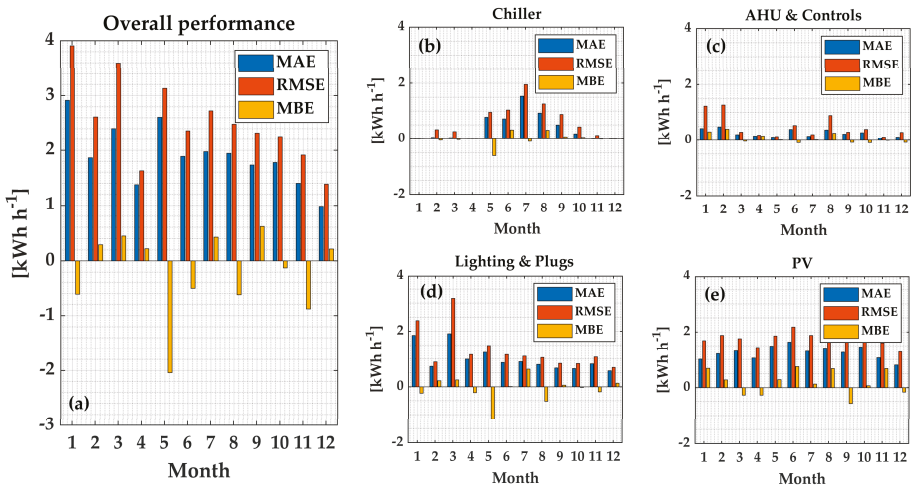 Overall performance
4
3
2
1
0
-1
-2
-3
[kWh h-1]
MAE
RMSE
MBE
(a)
1 2 3 4 5 6 7 8 9 10 11 12
Month
Chiller
(b)
4
2
0
-2
[kWh h-1]
MAE
RMSE
MBE
1 2 3 4 5 6 7 8 9 10 11 12
Month
AHU & Controls
(c)
4
2
0
-2
[kWh h-1]
MAE
RMSE
MBE
1 2 3 4 5 6 7 8 9 10 11 12
Month
Lighting & Plugs
(d)
4
2
0
-2
[kWh h-1]
MAE
RMSE
MBE
1 2 3 4 5 6 7 8 9 10 11 12
Month
PV
(e)
4
2
0
-2
[kWh h-1]
MAE
RMSE
MBE
1 2 3 4 5 6 7 8 9 10 11 12
Month